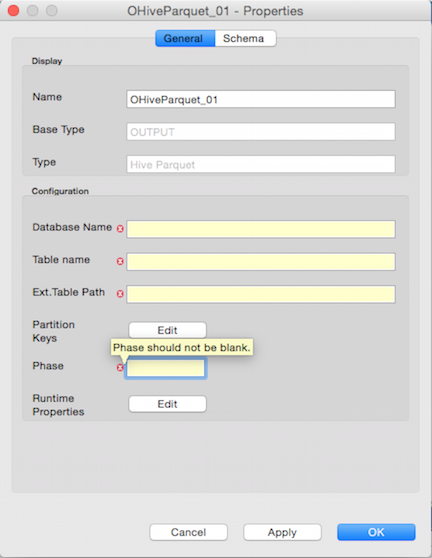 OHiveParquet_01 - Properties
General Schema
Display
Name OHiveParquet_01
Base Type OUTPUT
Type Hive Parquet
Configuration
Database Name
Table name
Ext.Table Path
Partition
Keys
Edit
Phase should not be blank.
Phase
Runtime
Properties
Edit
Cancel Apply OK